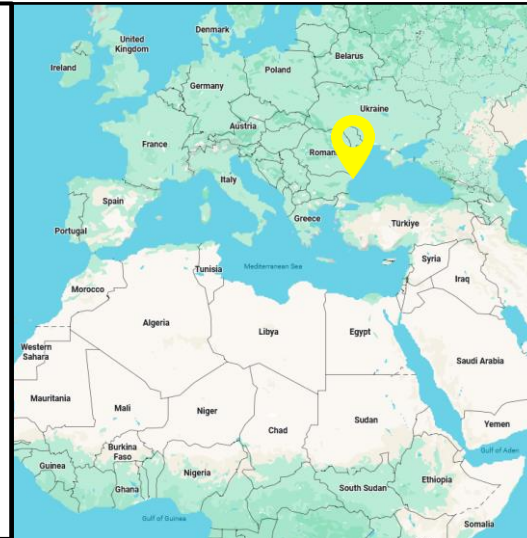 United
Kingdom
Denmark
Ireland
Belarus
Poland
Germany
Ukraine
Austria
France
Roman
Italy
Spain
Portugal
Greece
Türkiye
Syria
Iraq
Tunisia
Mediterranean Sea
Morocco
Algeria
Libya
Egypt
Western
Sahara
Saudi Arabia
Mauritania
Mali
Niger
Chad
Sudan
Yemen
Gulf of Aden
Burkina
Faso
Guinea
Nigeria
Ghana
Ethiopia
South Sudan
Gulf of Guinea
Somalia